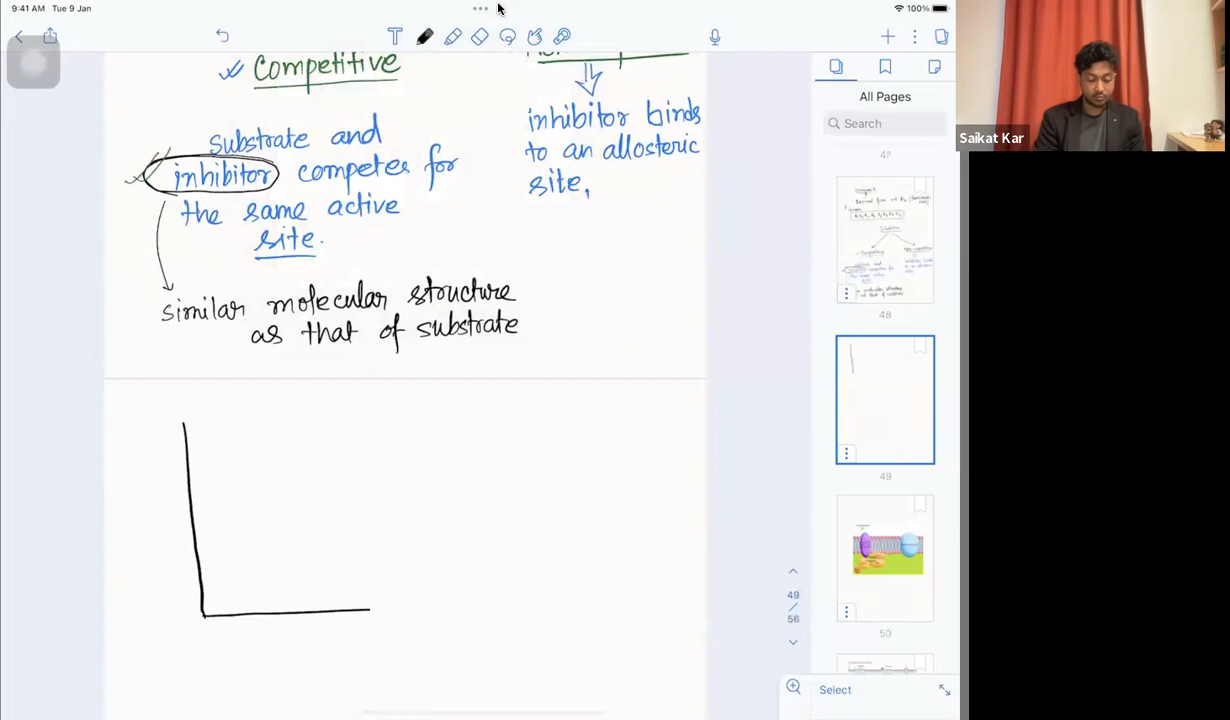 9:41 AM Tue 9 Jan
100%
Competitive
substrate and
inhibitor competes for
the same active
site.
similar molecular structure
as that of substrate
inhibitor binds
to an allosteric
site,
All Pages
Search
47
48
49
50
49
/
56
Select
Saikat Kar